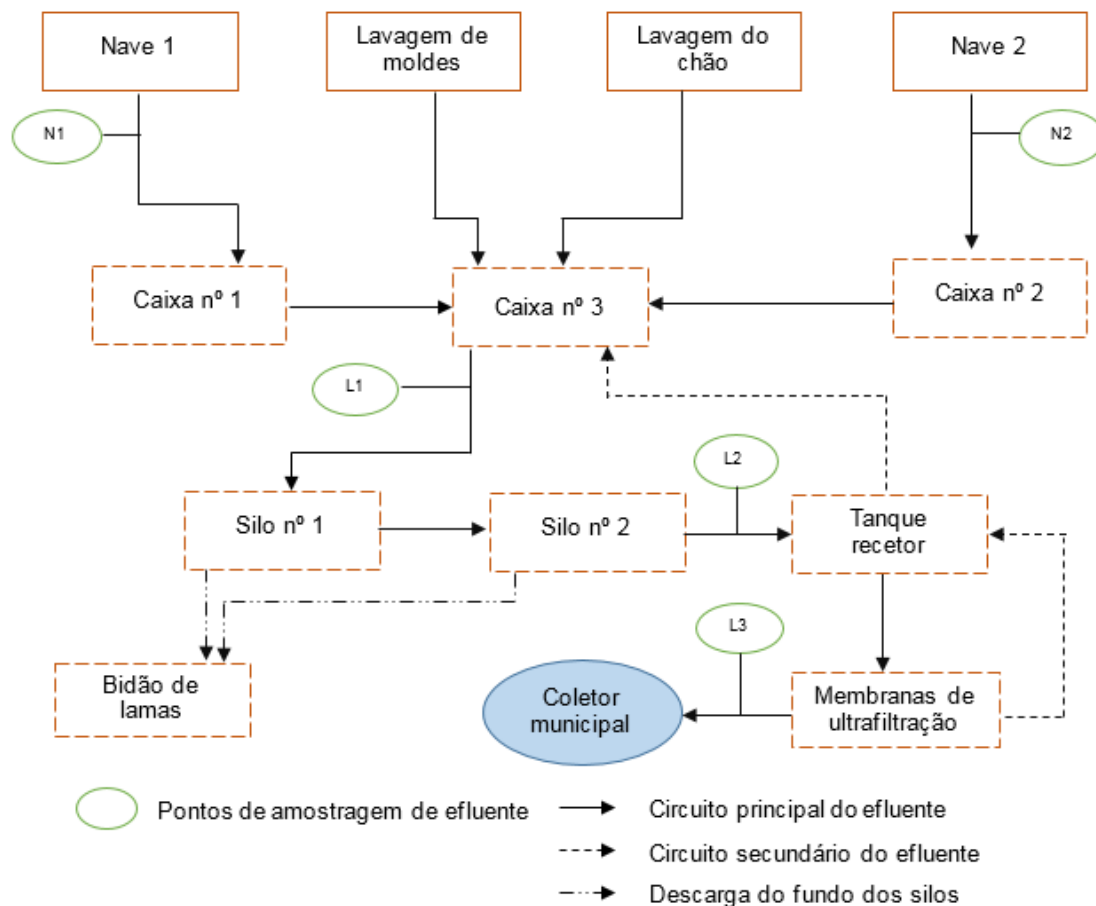 Nave 1
Lavagem de
moldes
Lavagem do
chão
Nave 2
N1
N2
Caixa nº 1
Caixa nº 3
Caixa nº 2
L1
L2
Silo nº 1
Silo nº 2
Tanque
recetor
L3
Bidão de
lamas
Coletor
municipal
Membranas de
ultrafiltração
Pontos de amostragem de efluente
Circuito principal do efluente
Circuito secundário do efluente
Descarga do fundo dos silos